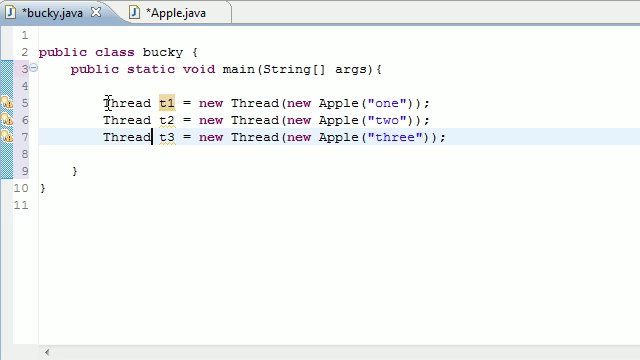 *bucky.java *Apple.java
1
2 public class bucky {
3 public static void main(String[] args){
4
5 Thread t1 = new Thread(new Apple("one"));
6 Thread t2 = new Thread(new Apple("two"));
7 Thread t3 = new Thread(new Apple("three"));
8
9 }
10 }
11